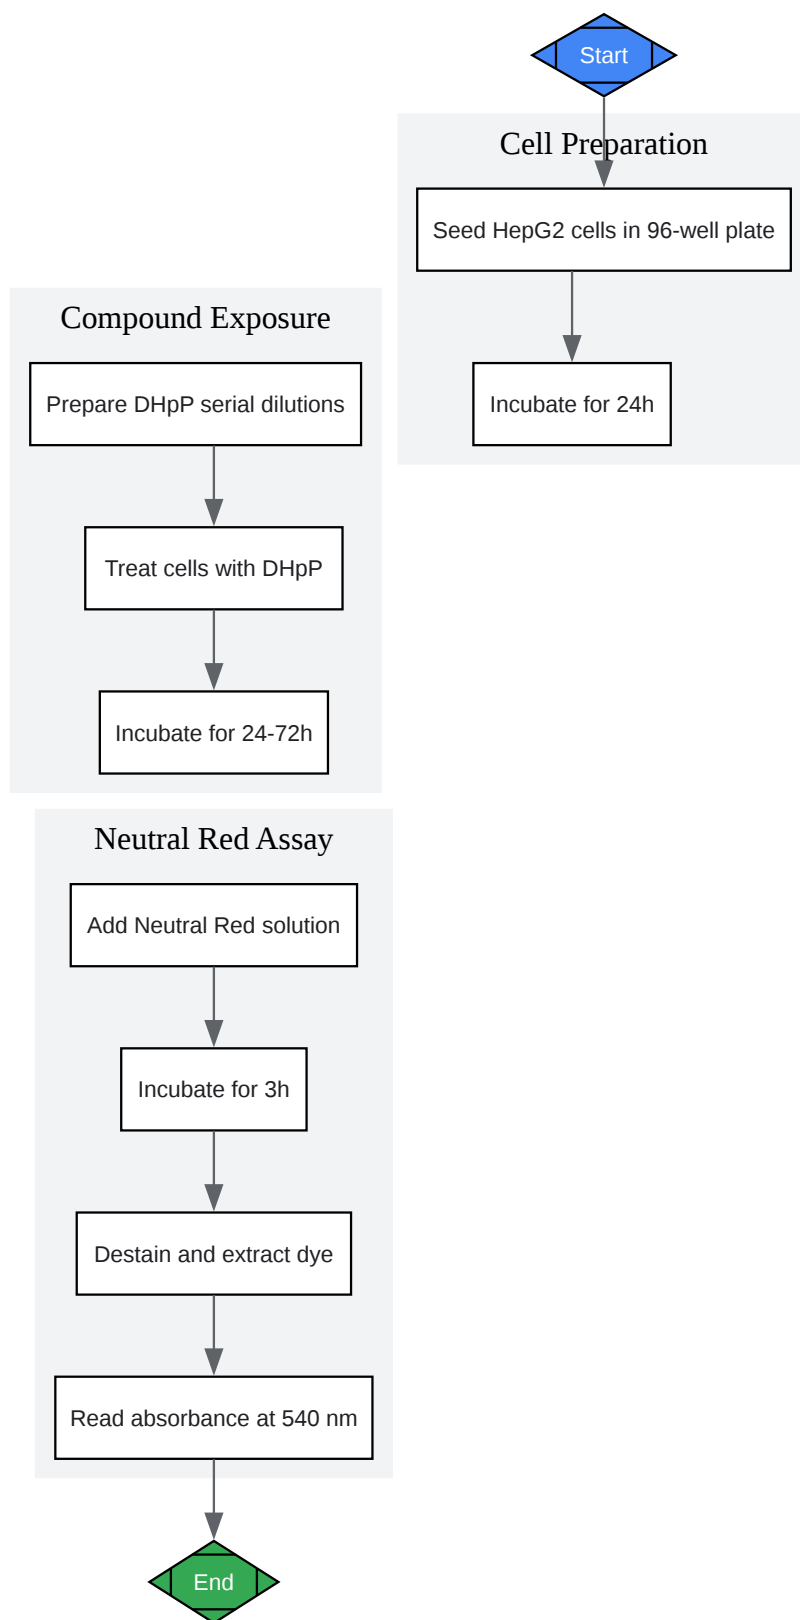 Start
Cell Preparation
Seed HepG2 cells in 96-well plate
Incubate for 24h
Compound Exposure
Prepare DHpP serial dilutions
Treat cells with DHpP
Incubate for 24-72h
Neutral Red Assay
Add Neutral Red solution
Incubate for 3h
Destain and extract dye
Read absorbance at 540 nm
End